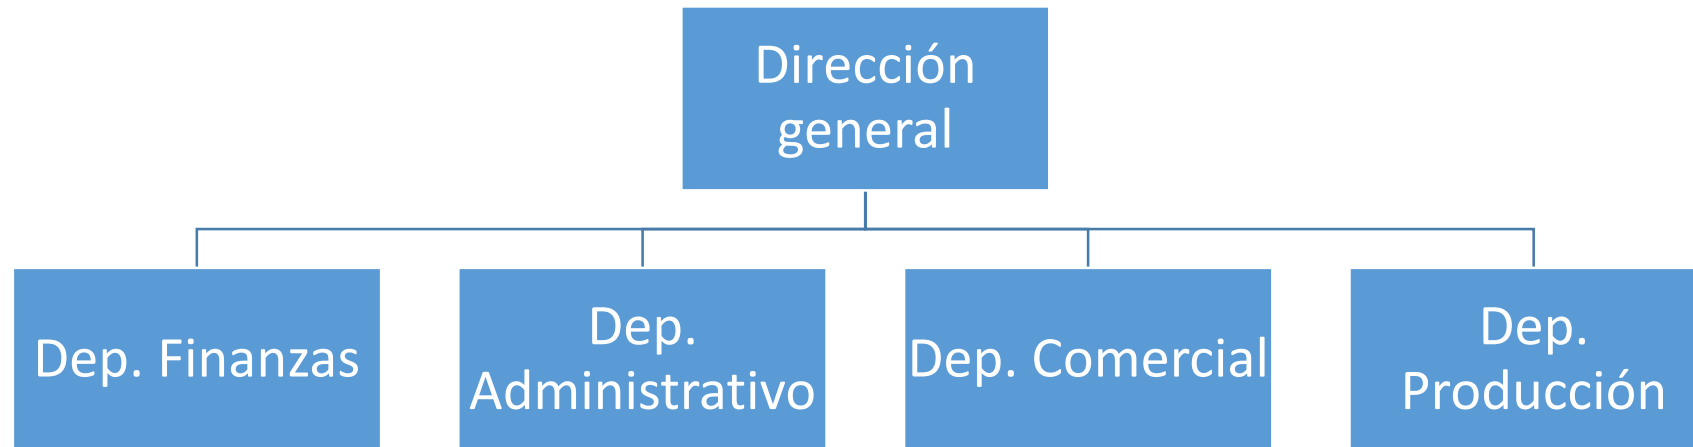 Dirección
general
Dep. Finanzas
Dep.
Administrativo
Dep. Comercial
Dep.
Producción